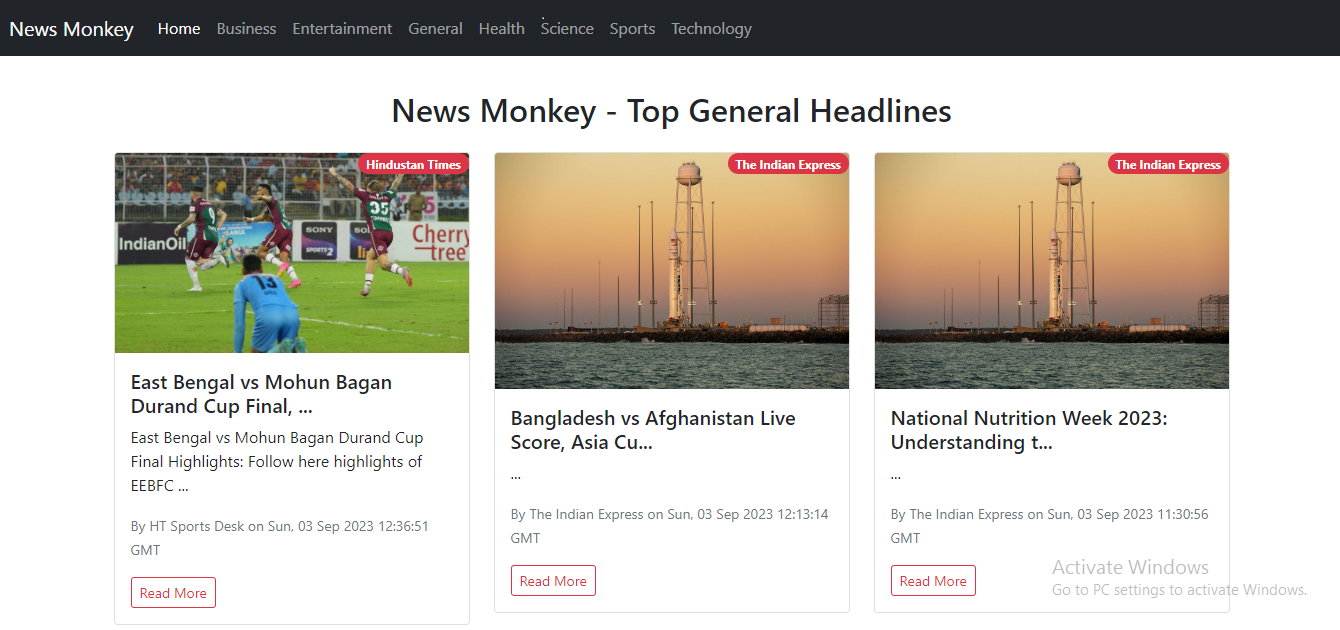 News Monkey Home Business Entertainment General Health Science Sports Technology
News Monkey - Top General Headlines
Hindustan Times
IndianOil
SONY
SPORTS2
Cherry
tree
35
13
East Bengal vs Mohun Bagan
Durand Cup Final, ...
East Bengal vs Mohun Bagan Durand Cup
Final Highlights: Follow here highlights of
EEBFC ...
By HT Sports Desk on Sun, 03 Sep 2023 12:36:51
GMT
Read More
The Indian Express
Bangladesh vs Afghanistan Live
Score, Asia Cu...
...
By The Indian Express on Sun, 03 Sep 2023 12:13:14
GMT
Read More
The Indian Express
National Nutrition Week 2023:
Understanding t...
...
By The Indian Express on Sun, 03 Sep 2023 11:30:56
GMT
Read More
Activate Windows
Go to PC settings to activate Windows.